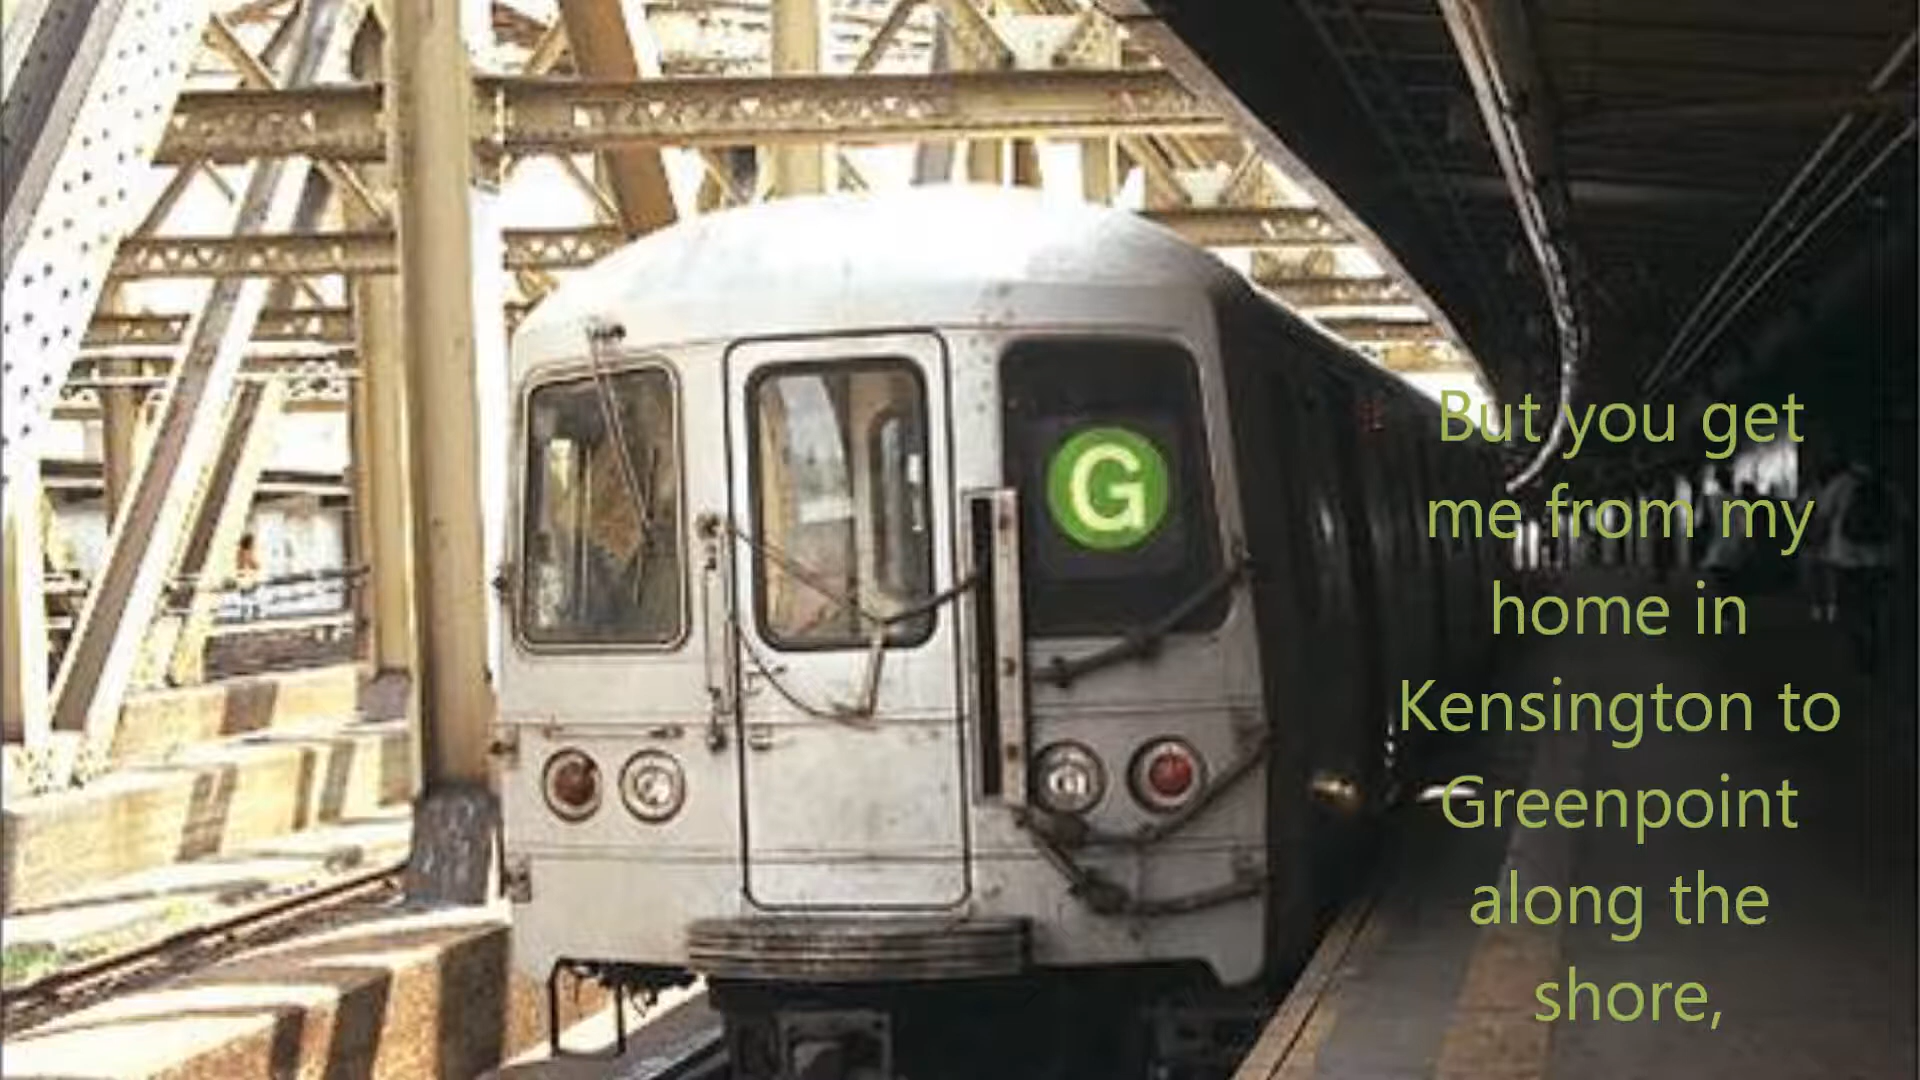 G
But you get
me from my
home in
Kensington to
Greenpoint
along the
shore,